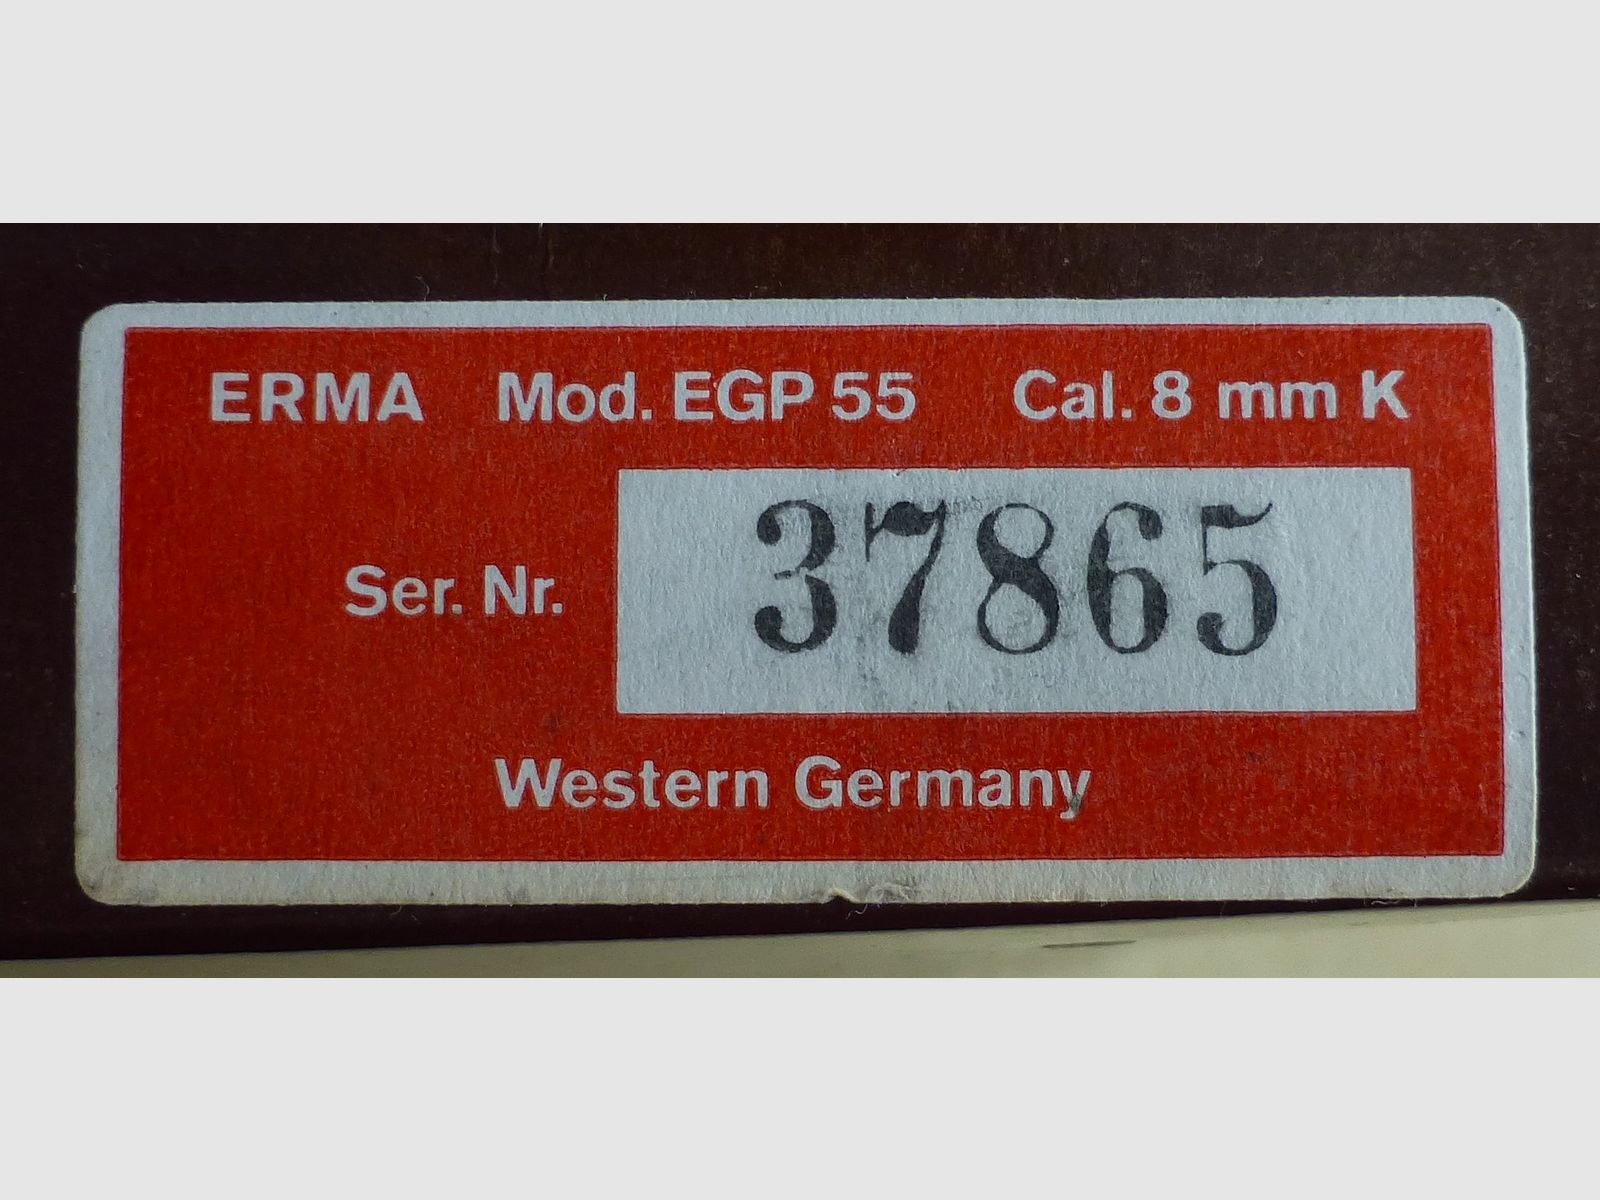 ERMA Mod. EGP 55 Cal. 8 mm K
Ser. Nr. 37865
Western Germany